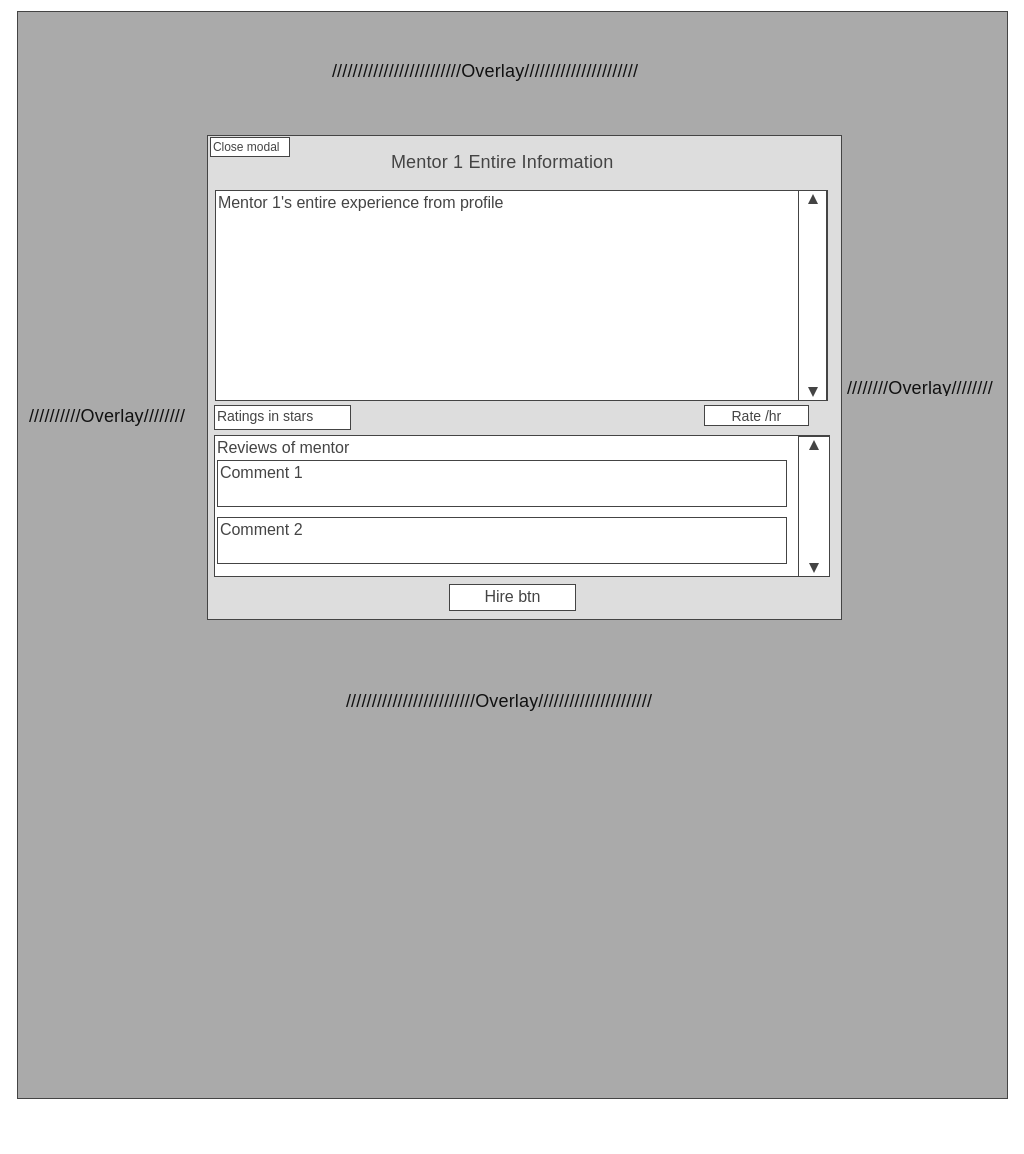 /////////////////////////Overlay//////////////////////
Close modal
Mentor 1 Entire Information
Mentor 1's entire experience from profile
////////Overlay////////
//////////Overlay////////
Ratings in stars
Rate /hr
Reviews of mentor
Comment 1
Comment 2
Hire btn
/////////////////////////Overlay//////////////////////